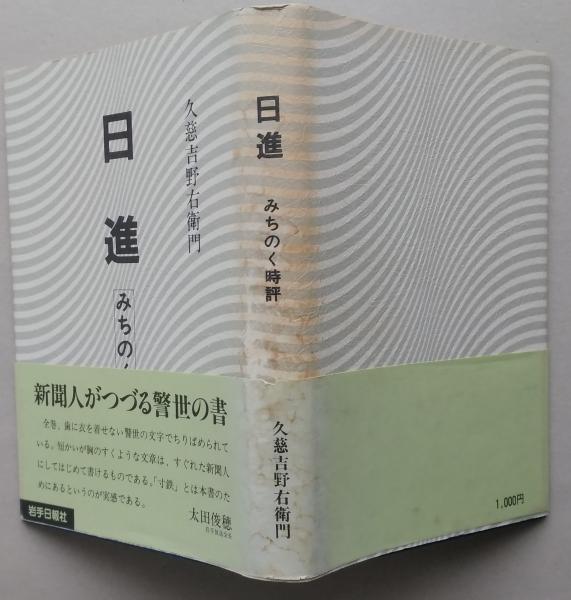 日進
みちのく
久慈吉野右衛門
新聞人がつづる警世の書
全巻、歯に衣を着せない警世の文字でちりばめられて
いる。短かいが胸のすくような文章は、すぐれた新聞人
にしてはじめて書けるものである。「寸鉄」とは本書のた
めにあるというのが実感である。
太田俊穂
岩手日報社
日進
みちのく時評
久慈吉野右衛門
1,000円